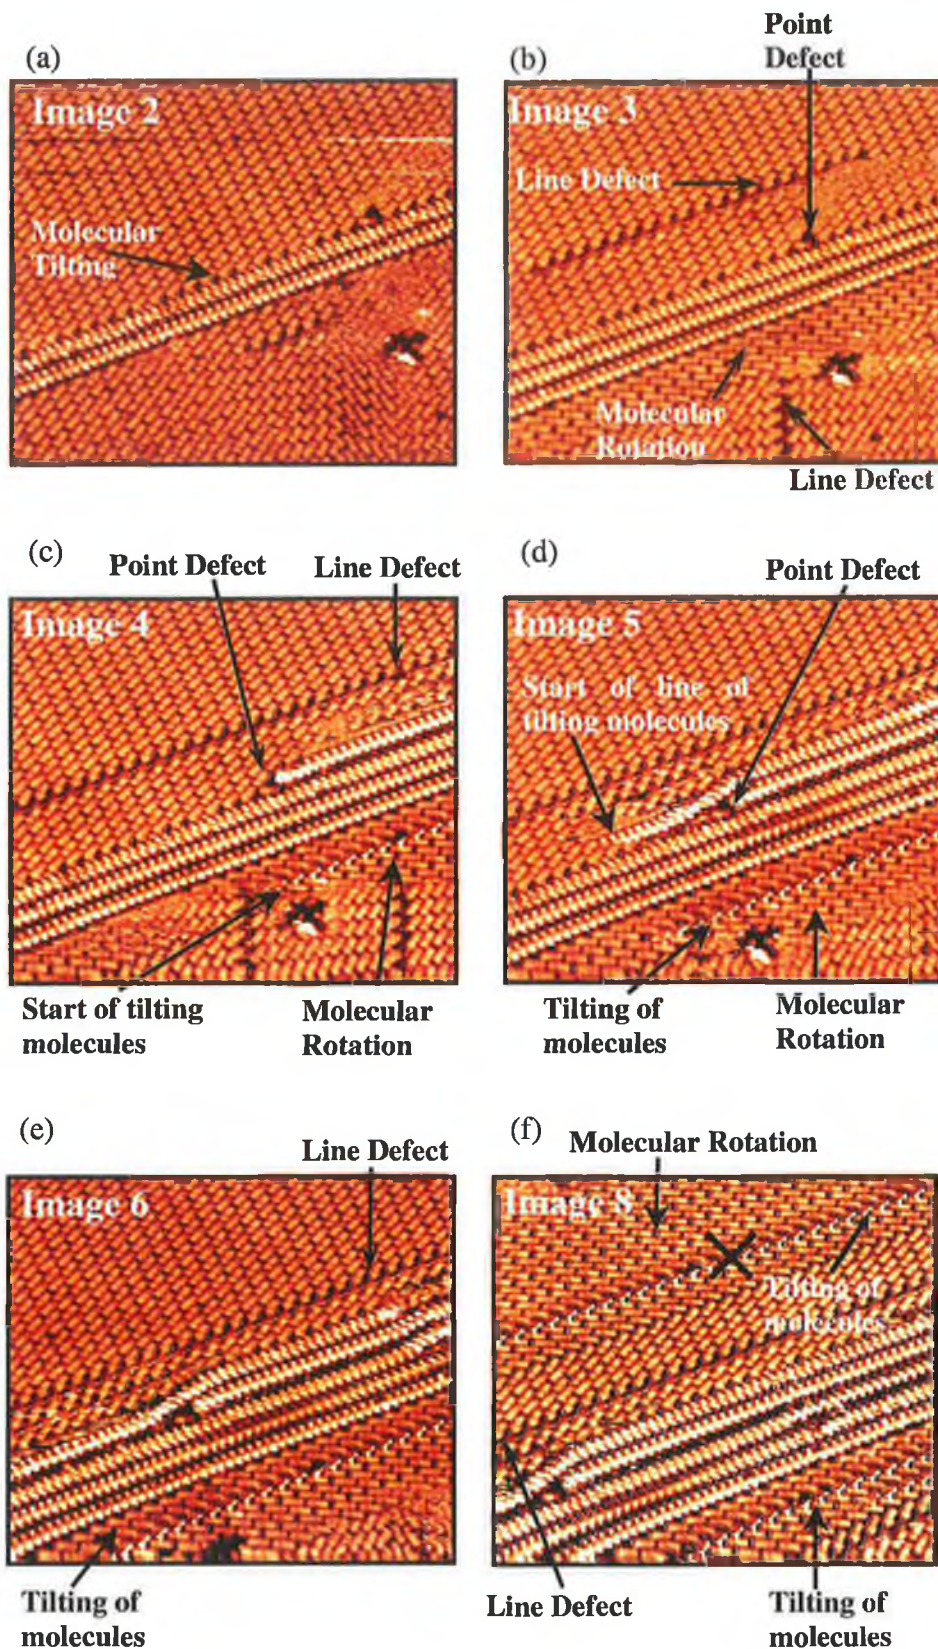 (a)
Image 2
Molecular
Tilting
(b)
Point
Defect
Image 3
Line Defect
Molecular
Rotation
Line Defect
(c)
Point Defect
Line Defect
Image 4
Start of tilting
molecules
Molecular
Rotation
(d)
Point Defect
Image 5
Start of line of
tilting molecules
Tilting of
molecules
Molecular
Rotation
(e)
Line Defect
Image 6
Tilting of
molecules
(f)
Molecular Rotation
Image 8
Tilting of
molecules
Line Defect
Tilting of
molecules